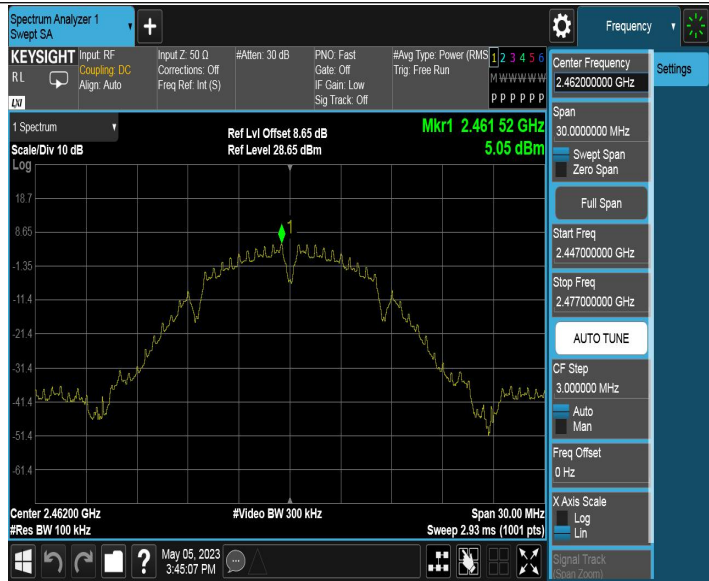 Spectrum Analyzer 1
Swept SA
Frequency
KEYSIGHT
RL
LXI
Input: RF
Coupling: DC
Align: Auto
Input Z: 50 Ω
Corrections: Off
Freq Ref: Int (S)
#Atten: 30 dB
PNO: Fast
Gate: Off
IF Gain: Low
Sig Track: Off
#Avg Type: Power (RMS
Trig: Free Run
1 2 3 4 5 6
M W W W W W
P P P P P P
Center Frequency
2.462000000 GHz
Settings
Span
30.0000000 MHz
Swept Span
Zero Span
Full Span
Start Freq
2.447000000 GHz
Stop Freq
2.477000000 GHz
AUTO TUNE
CF Step
3.000000 MHz
Auto
Man
Freq Offset
0 Hz
X Axis Scale
Log
Lin
Signal Track
(Span Zoom)
1 Spectrum
Scale/Div 10 dB
Log
Ref Lvl Offset 8.65 dB
Ref Level 28.65 dBm
Mkr1 2.461 52 GHz
5.05 dBm
1
18.7
8.65
-1.35
-11.4
-21.4
-31.4
-41.4
-51.4
-61.4
Center 2.46200 GHz
#Res BW 100 kHz
#Video BW 300 kHz
Span 30.00 MHz
Sweep 2.93 ms (1001 pts)
?
May 05, 2023
3:45:07 PM